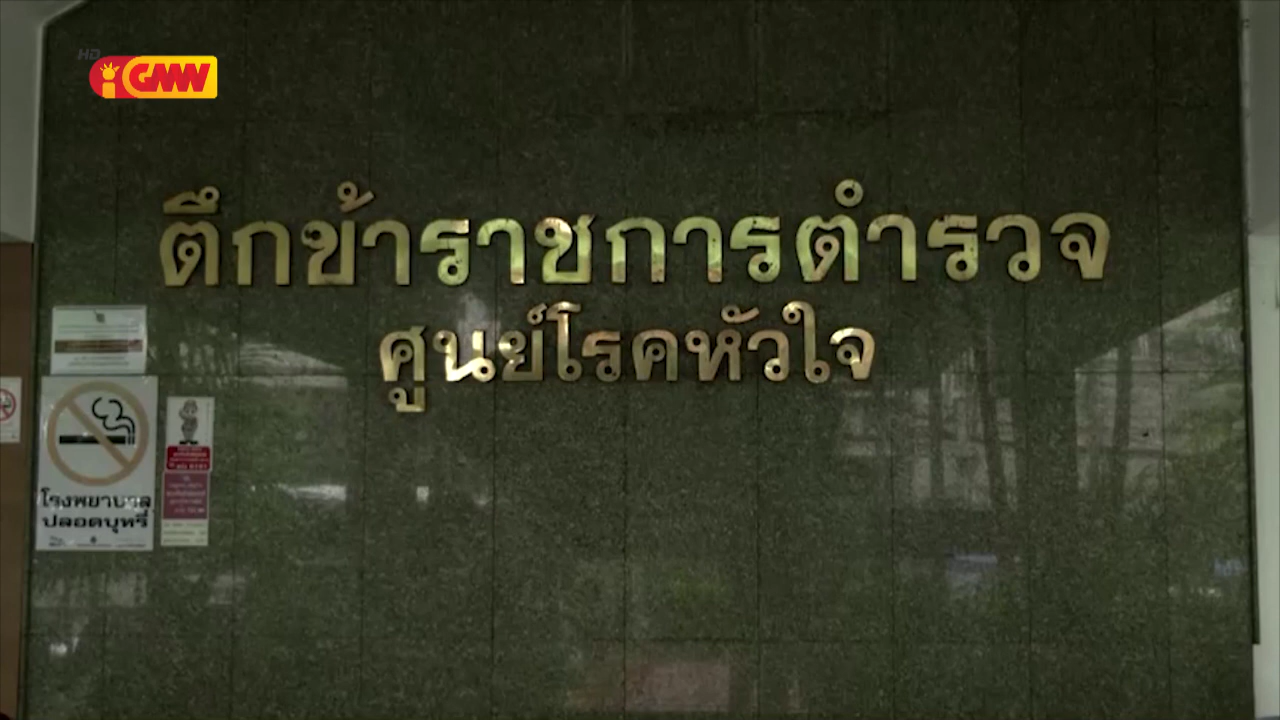 HD
iGMW
ตึกข้าราชการตำรวจ
ศูนย์โรคหัวใจ
โรงพยาบาล
ปลอดบุหรี่